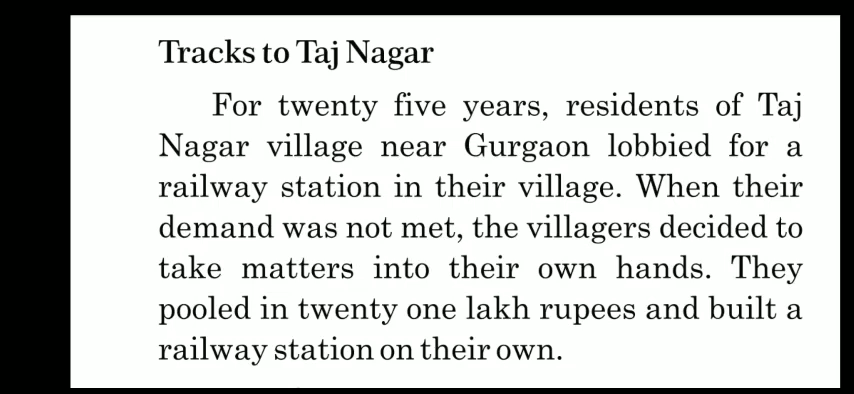 Tracks to Taj Nagar
For twenty five years, residents of Taj
Nagar village near Gurgaon lobbied for a
railway station in their village. When their
demand was not met, the villagers decided to
take matters into their own hands. They
pooled in twenty one lakh rupees and built a
railway station on their own.